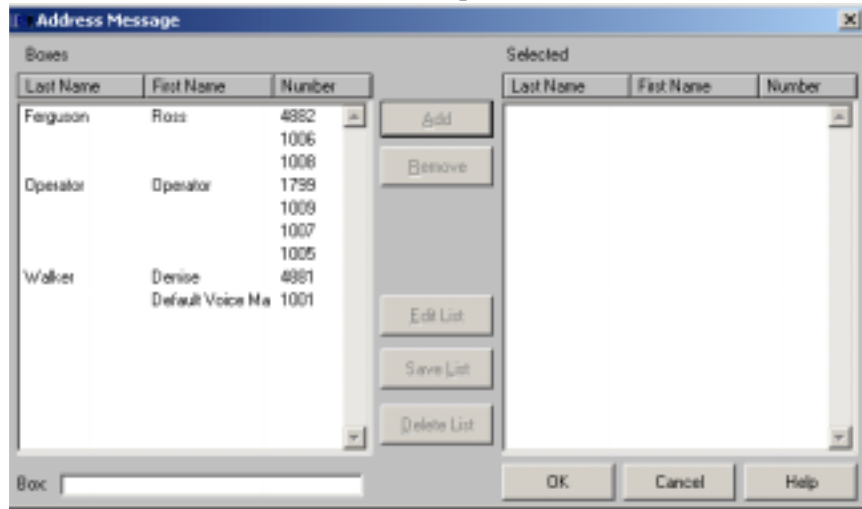 Address Message
Boxes Selected
Last Name First Name Number Last Name First Name Number
Ferguson Ross 4882
1006
1008
Operator Operator 1799
1009
1007
1005
Walker Denise 4881
Default Voice Ma 1001
Add
Remove
Edit List
Save List
Delete List
Box:
OK Cancel Help